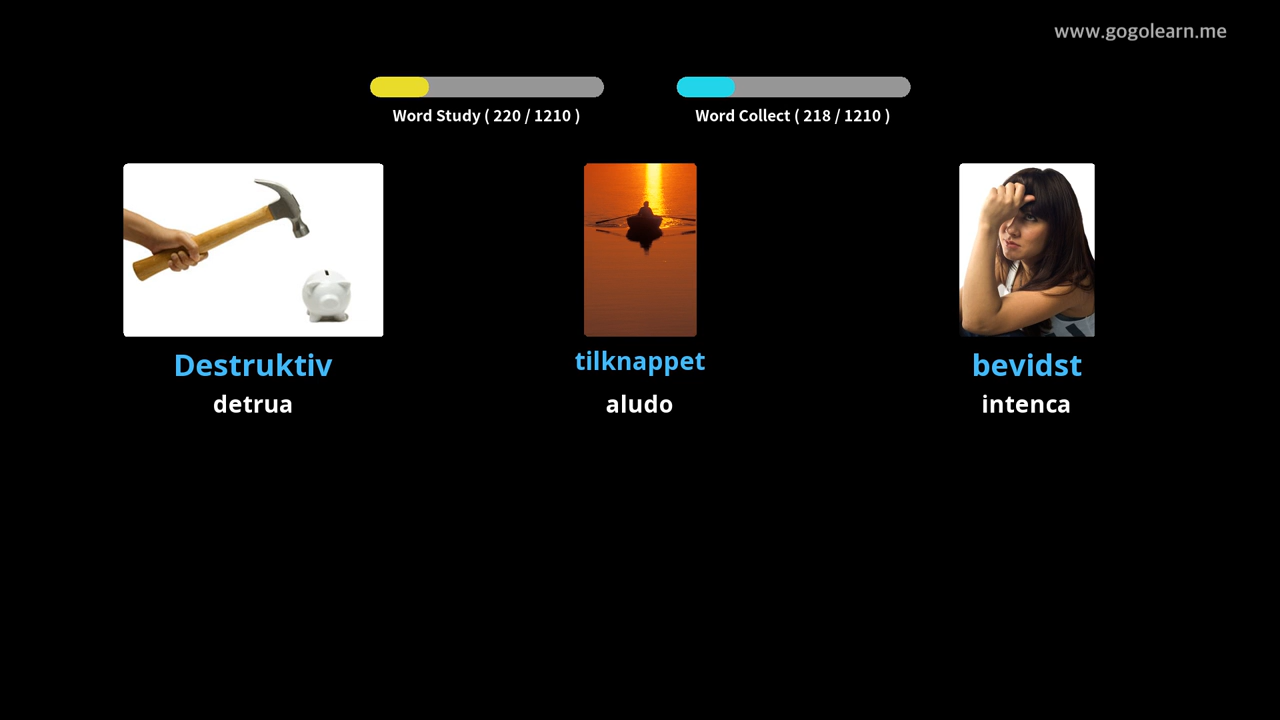 www.gogolearn.me
Word Study ( 220 / 1210 )
Word Collect ( 218 / 1210 )
Destruktiv
detrua
tilknappet
aludo
bevidst
intenca